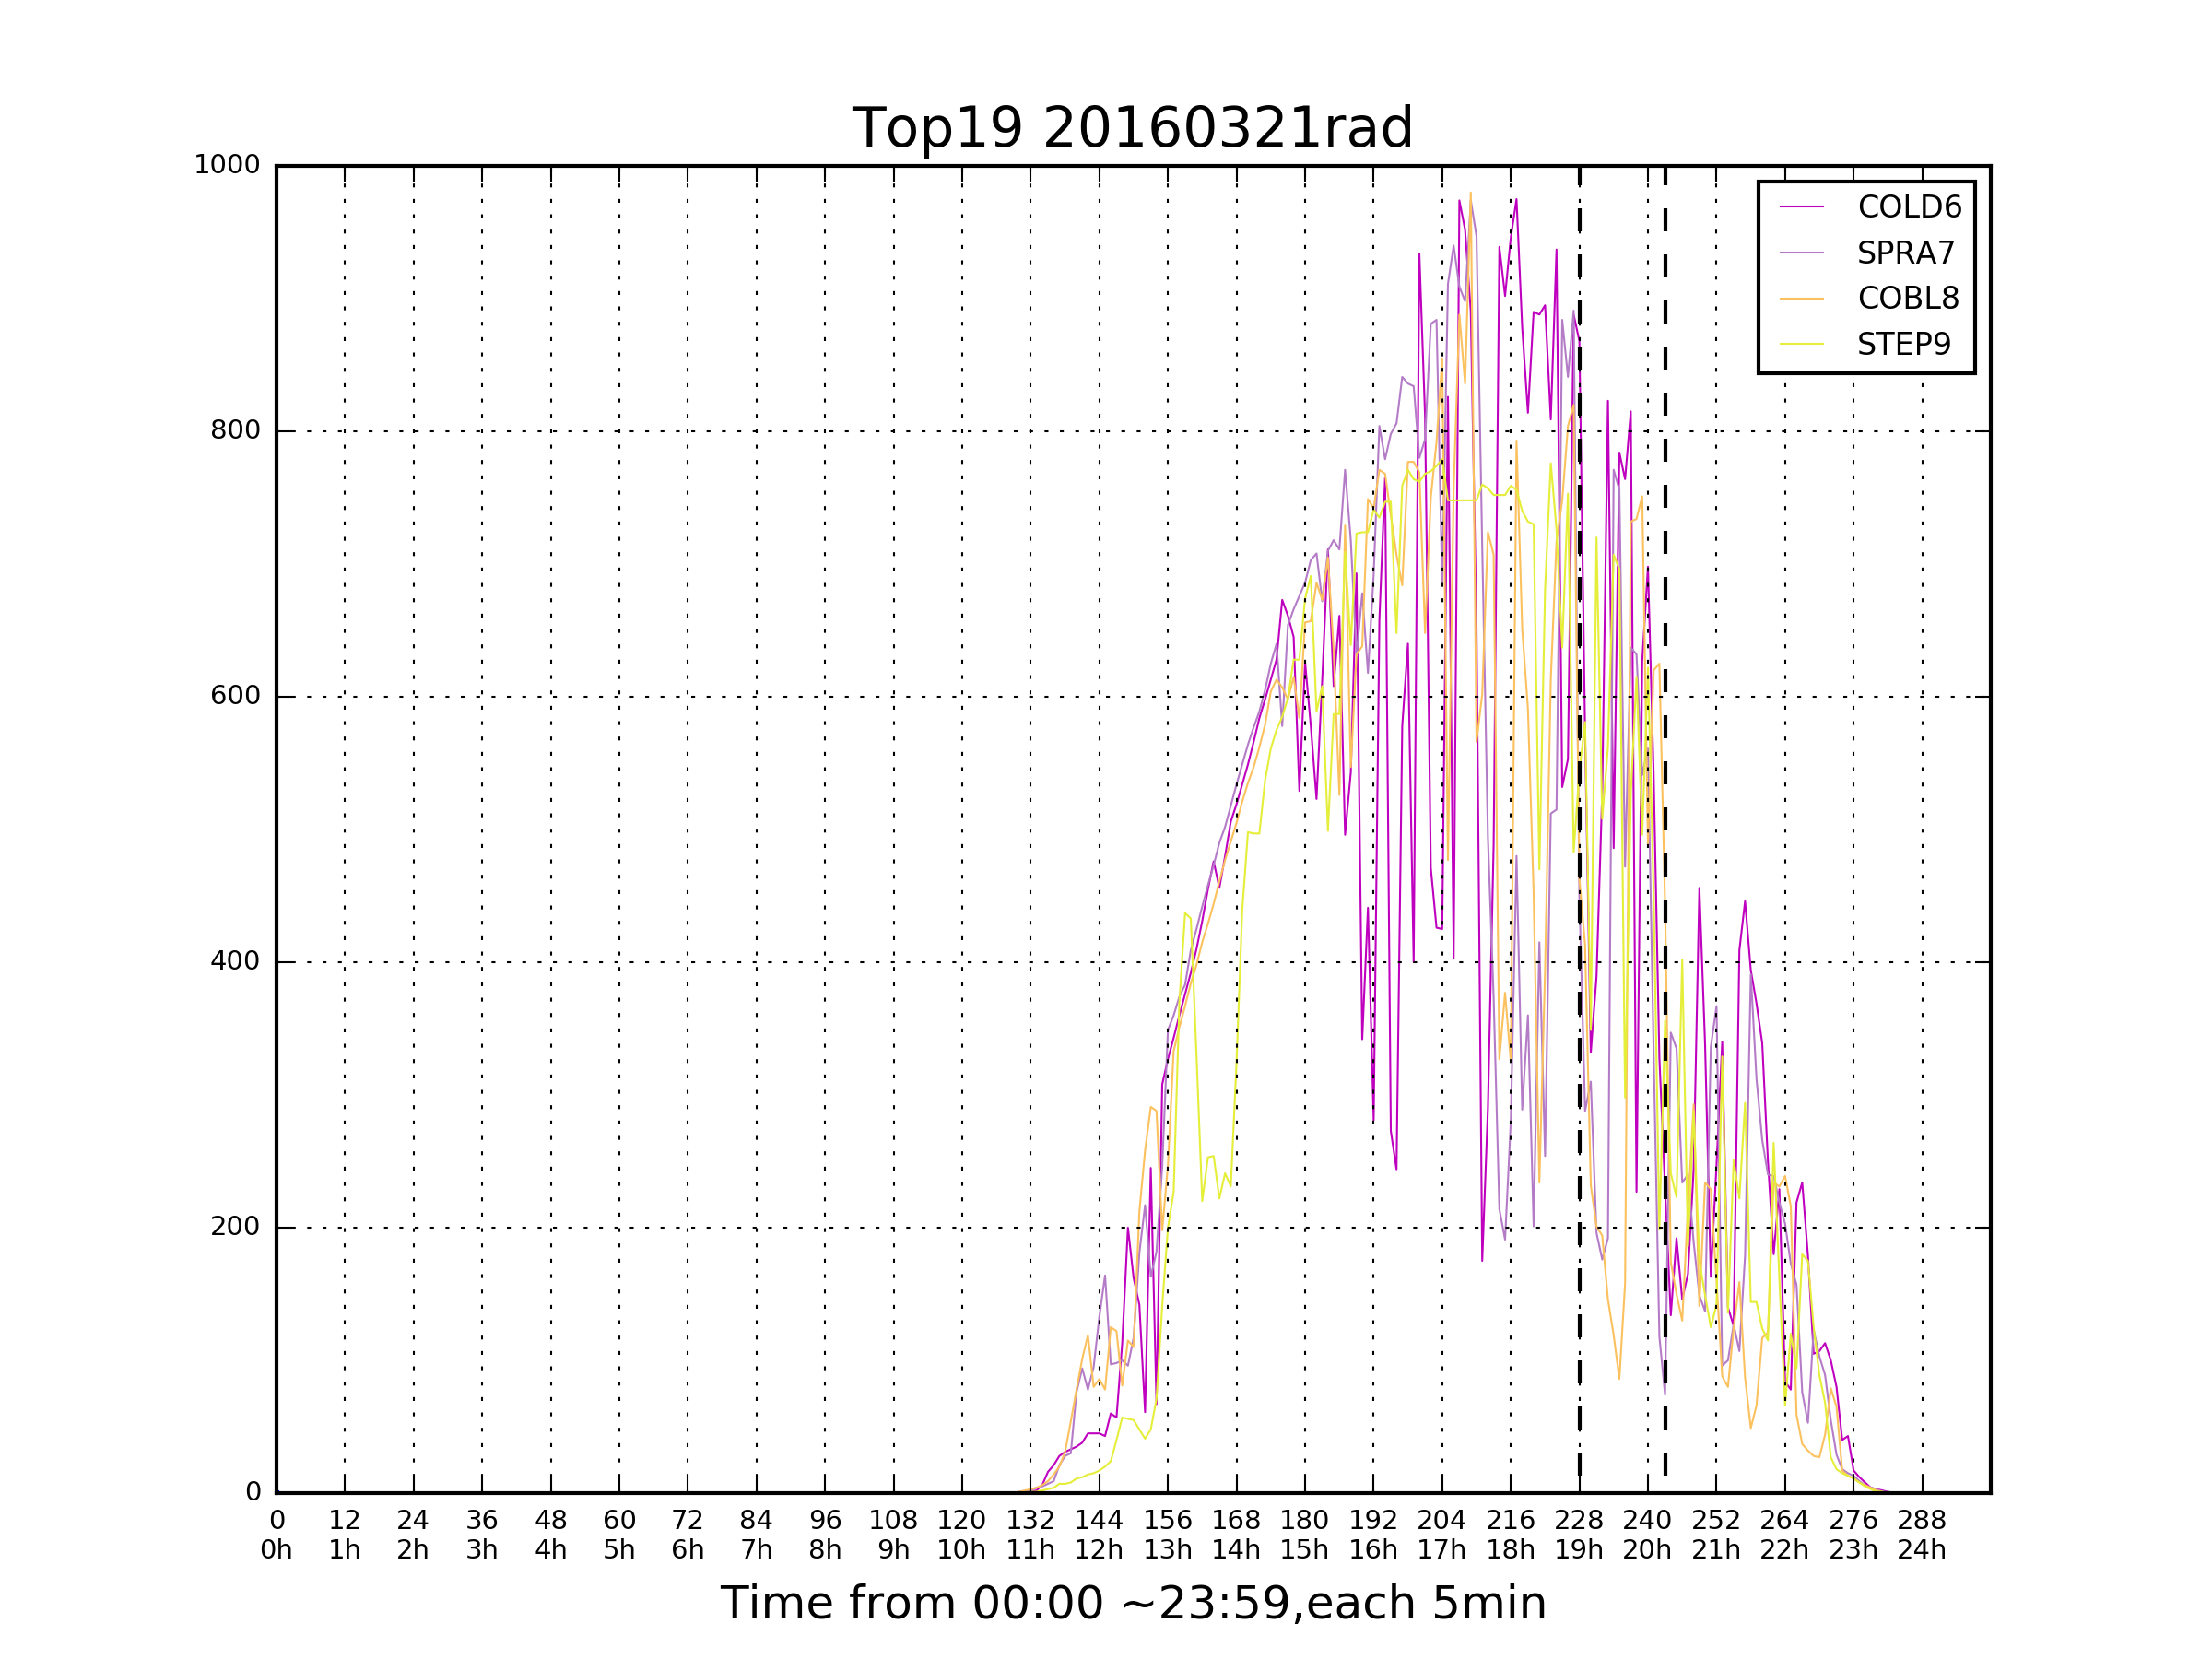 Top19 20160321rad
1000
800
600
400
200
0
COLD6
SPRA7
COBL8
STEP9
0 12 24 36 48 60 72 84 96 108 120 132 144 156 168 180 192 204 216 228 240 252 264 276 288
0h 1h 2h 3h 4h 5h 6h 7h 8h 9h 10h 11h 12h 13h 14h 15h 16h 17h 18h 19h 20h 21h 22h 23h 24h
Time from 00:00 ~23:59,each 5min